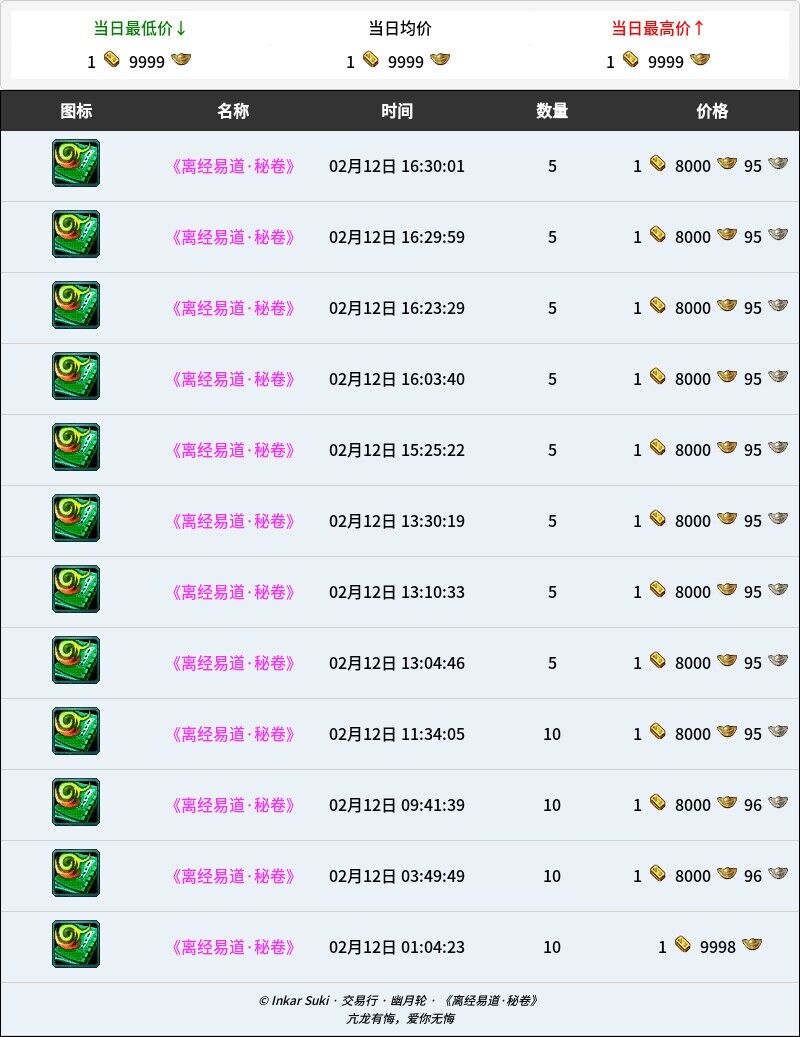 当日最低价↓ 当日均价 当日最高价↑
1 9999 1 9999 1 9999
图标 名称 时间 数量 价格
《离经易道·秘卷》 02月12日 16:30:01 5 1 8000 95
《离经易道·秘卷》 02月12日 16:29:59 5 1 8000 95
《离经易道·秘卷》 02月12日 16:23:29 5 1 8000 95
《离经易道·秘卷》 02月12日 16:03:40 5 1 8000 95
《离经易道·秘卷》 02月12日 15:25:22 5 1 8000 95
《离经易道·秘卷》 02月12日 13:30:19 5 1 8000 95
《离经易道·秘卷》 02月12日 13:10:33 5 1 8000 95
《离经易道·秘卷》 02月12日 13:04:46 5 1 8000 95
《离经易道·秘卷》 02月12日 11:34:05 10 1 8000 95
《离经易道·秘卷》 02月12日 09:41:39 10 1 8000 96
《离经易道·秘卷》 02月12日 03:49:49 10 1 8000 96
《离经易道·秘卷》 02月12日 01:04:23 10 1 9998
© Inkar Suki · 交易行 · 幽月轮 · 《离经易道·秘卷》
亢龙有悔，爱你无悔